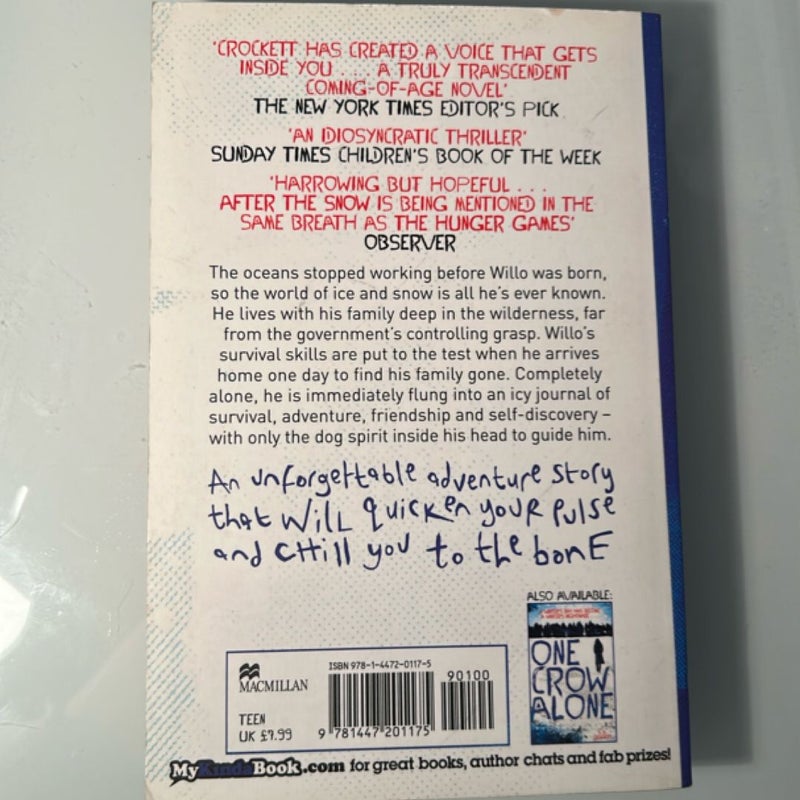 'CROCKETT HAS CREATED A VOICE THAT GETS
INSIDE YOU . . . A TRULY TRANSCENDENT
COMING-OF-AGE NOVEL'
THE NEW YORK TIMES EDITOR'S PICK
'AN IDIOSYNCRATIC THRILLER'
SUNDAY TIMES CHILDREN'S BOOK OF THE WEEK
'HARROWING BUT HOPEFUL . . .
AFTER THE SNOW IS BEING MENTIONED IN THE
SAME BREATH AS THE HUNGER GAMES'
OBSERVER
The oceans stopped working before Willo was born,
so the world of ice and snow is all he's ever known.
He lives with his family deep in the wilderness, far
from the government's controlling grasp. Willo's
survival skills are put to the test when he arrives
home one day to find his family gone. Completely
alone, he is immediately flung into an icy journal of
survival, adventure, friendship and self-discovery –
with only the dog spirit inside his head to guide him.
An unforgettable adventure story
that WiLL quicken your pulse
and cHill you to the bonE
ALSO AVAILABLE:
ONE
CROW
ALONE
MACMILLAN
TEEN
UK £7.99
ISBN 978-1-4472-0117-5
90100
9 781447 201175
MyKindaBook.com for great books, author chats and fab prizes!